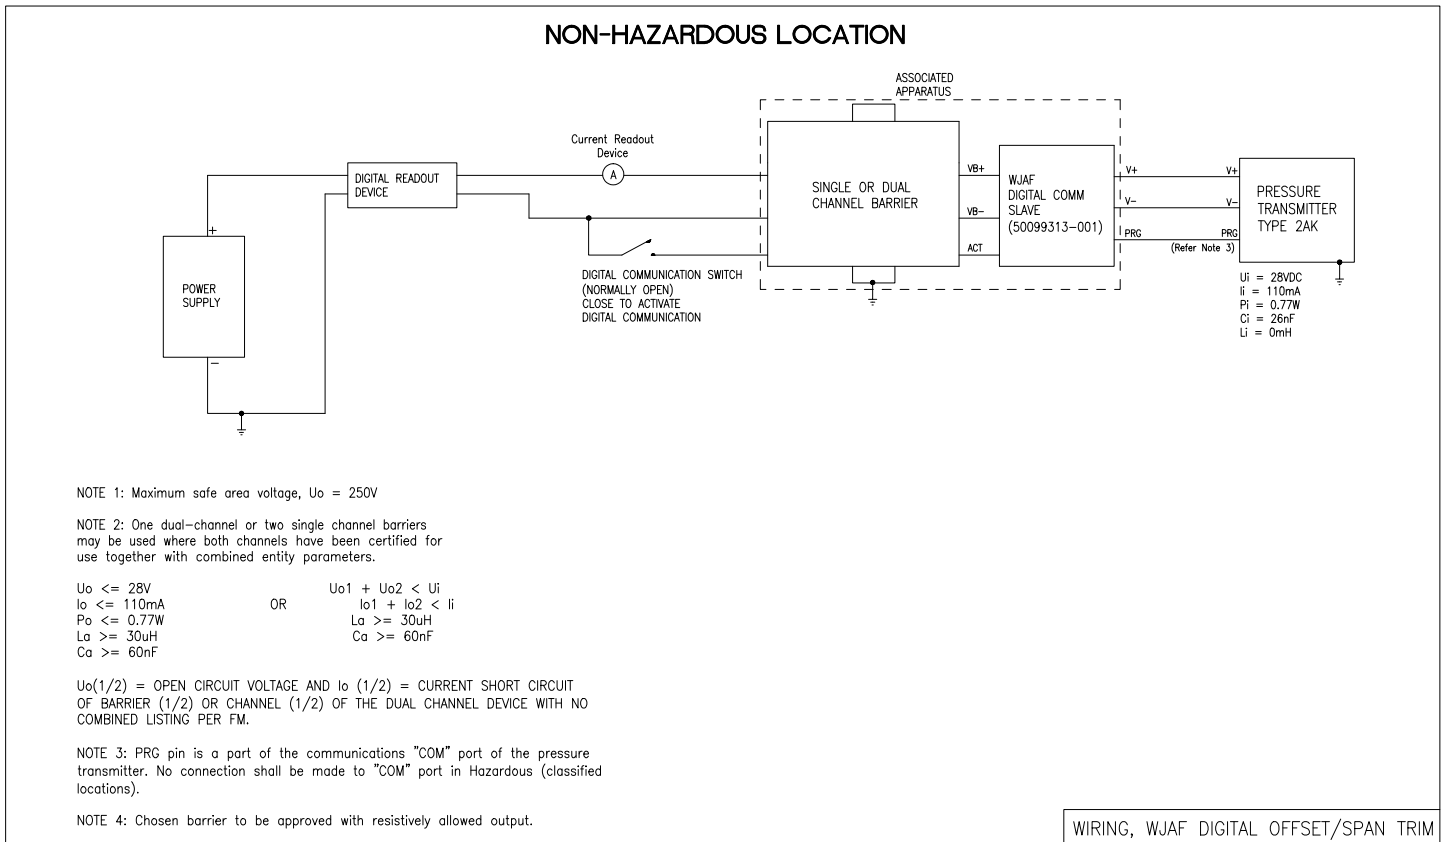 NON-HAZARDOUS LOCATION
ASSOCIATED
APPARATUS
Current Readout
Device
A
DIGITAL READOUT
DEVICE
SINGLE OR DUAL
CHANNEL BARRIER
VB+
VB-
ACT
WJAF
DIGITAL COMM
SLAVE
(50099313-001)
V+
V-
PRG
V+
V-
PRG
(Refer Note 3)
PRESSURE
TRANSMITTER
TYPE 2AK
+
POWER
SUPPLY
-
DIGITAL COMMUNICATION SWITCH
(NORMALLY OPEN)
CLOSE TO ACTIVATE
DIGITAL COMMUNICATION
Ui = 28VDC
Ii = 110mA
Pi = 0.77W
Ci = 26nF
Li = 0mH
NOTE 1: Maximum safe area voltage, Uo = 250V
NOTE 2: One dual-channel or two single channel barriers
may be used where both channels have been certified for
use together with combined entity parameters.
Uo <= 28V
Io <= 110mA
Po <= 0.77W
La >= 30uH
Ca >= 60nF
OR
Uo1 + Uo2 < Ui
Io1 + Io2 < Ii
La >= 30uH
Ca >= 60nF
Uo(1/2) = OPEN CIRCUIT VOLTAGE AND Io (1/2) = CURRENT SHORT CIRCUIT
OF BARRIER (1/2) OR CHANNEL (1/2) OF THE DUAL CHANNEL DEVICE WITH NO
COMBINED LISTING PER FM.
NOTE 3: PRG pin is a part of the communications "COM" port of the pressure
transmitter. No connection shall be made to "COM" port in Hazardous (classified
locations).
NOTE 4: Chosen barrier to be approved with resistively allowed output.
WIRING, WJAF DIGITAL OFFSET/SPAN TRIM